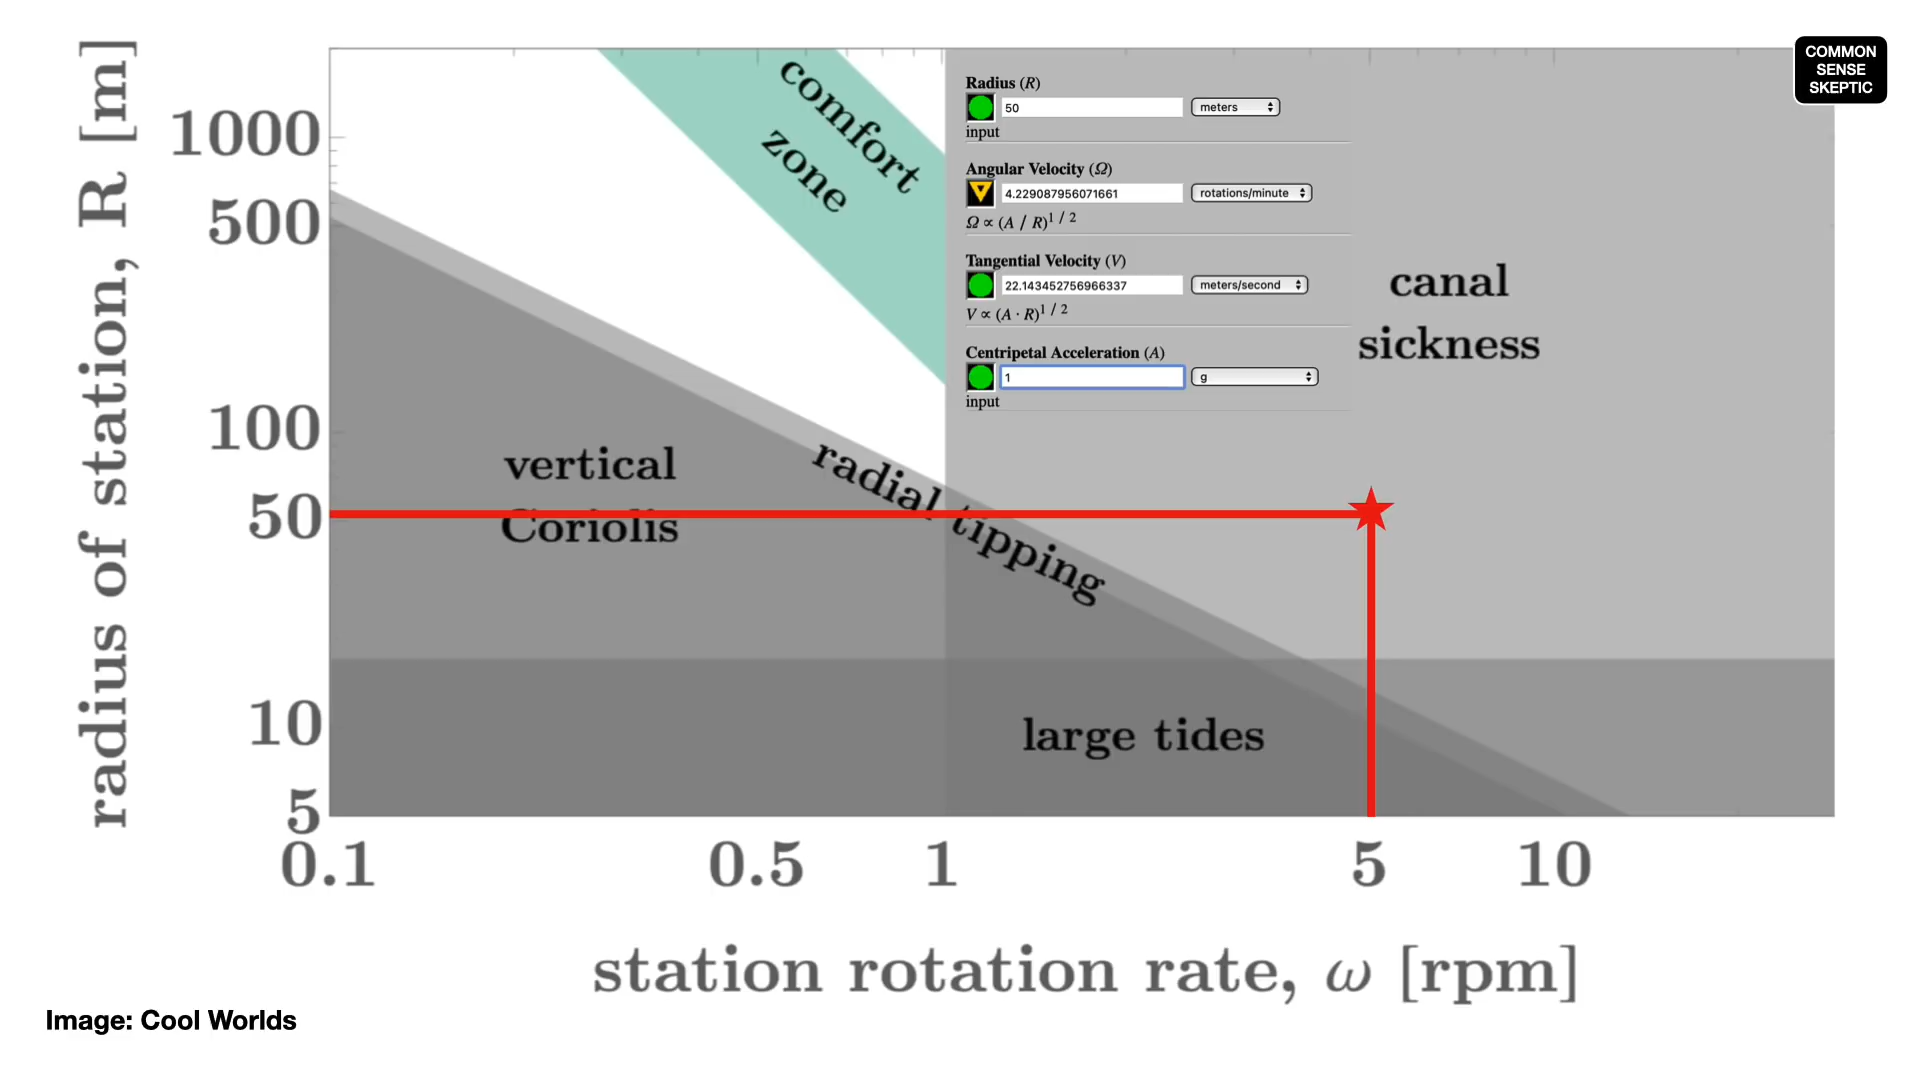 COMMON
SENSE
SKEPTIC
radius of station, R [m]
1000
500
100
50
10
5
comfort
zone
Radius (R)
50
meters
input
Angular Velocity (Ω)
4.229087956071661
rotations/minute
Ω ∝ (A / R)1 / 2
Tangential Velocity (V)
22.143452756966337
meters/second
V ∝ (A · R)1 / 2
Centripetal Acceleration (A)
1
g
input
canal
sickness
vertical
Coriolis
radial tipping
large tides
0.1
0.5
1
5
10
station rotation rate, ω [rpm]
Image: Cool Worlds